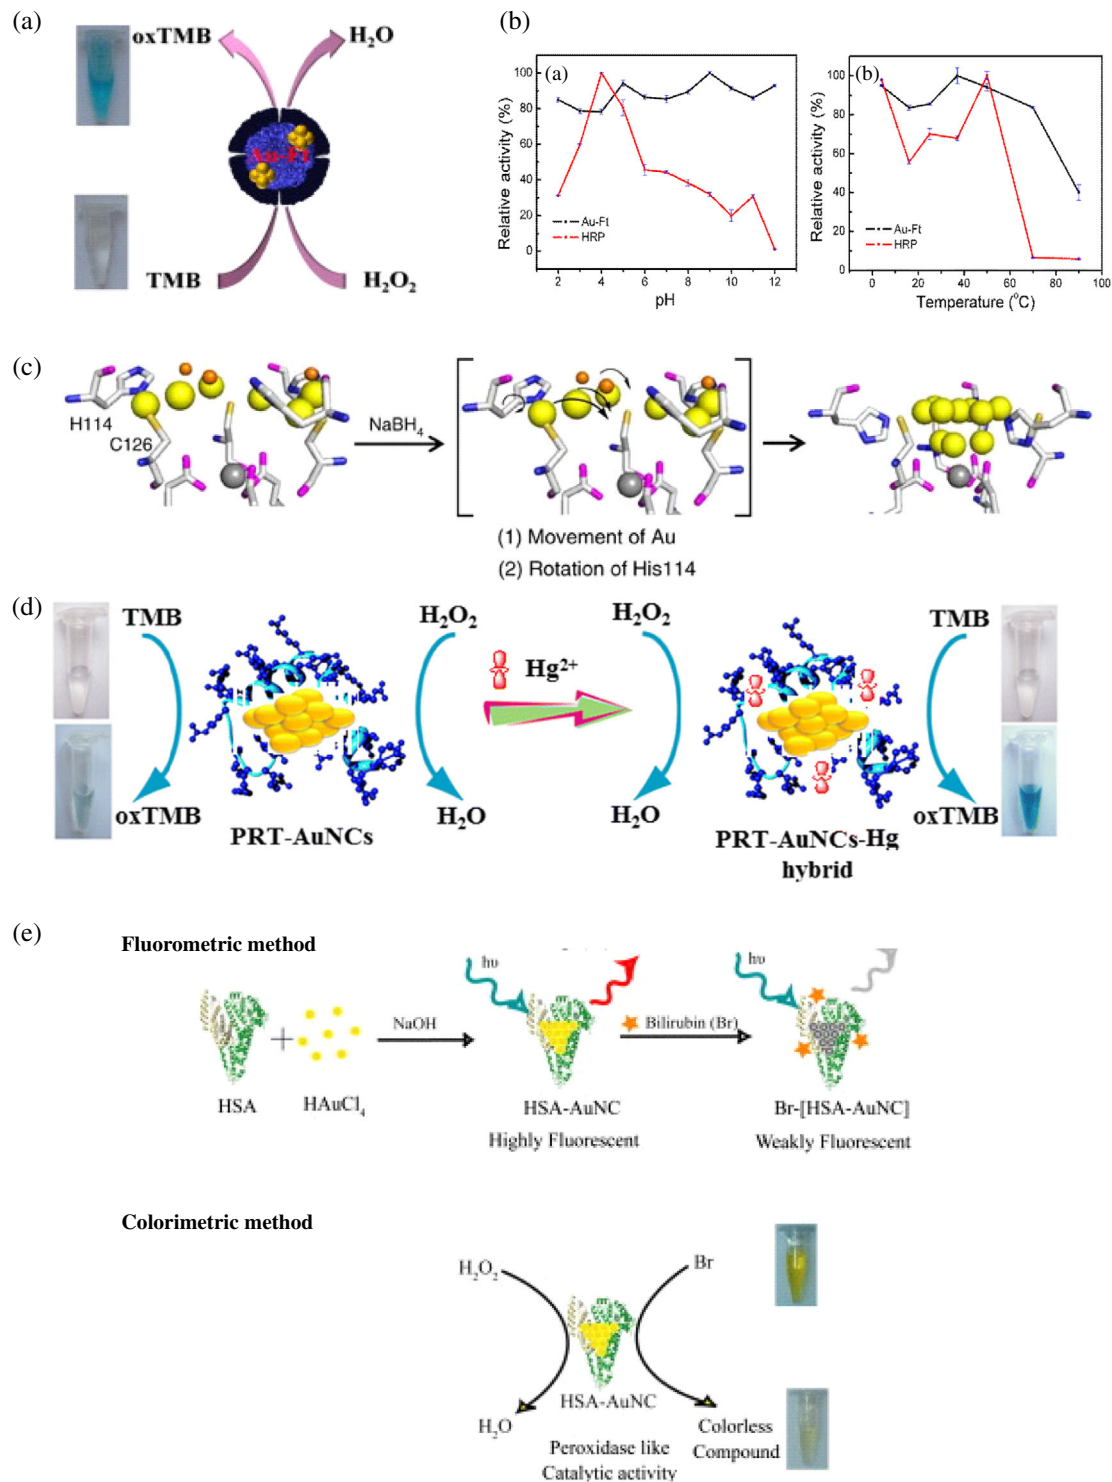 (a)
oxTMB
H₂O
Au-Ft
TMB
H₂O₂
(b)
(a)
Relative activity (%)
100
80
60
40
20
0
Au-Ft
HRP
2 4 6 8 10 12
pH
(b)
Relative activity (%)
100
80
60
40
20
0
Au-Ft
HRP
0 20 40 60 80 100
Temperature (°C)
(c)
H114
C126
NaBH₄
(1) Movement of Au
(2) Rotation of His114
(d)
TMB
H₂O₂
oxTMB
H₂O
PRT-AuNCs
Hg²⁺
H₂O₂
TMB
H₂O
oxTMB
PRT-AuNCs-Hg
hybrid
(e)
Fluorometric method
HSA
+
HAuCl₄
NaOH
hυ
HSA-AuNC
Highly Fluorescent
Bilirubin (Br)
hυ
Br-[HSA-AuNC]
Weakly Fluorescent
Colorimetric method
H₂O₂
Br
HSA-AuNC
H₂O
Peroxidase like
Catalytic activity
Colorless
Compound